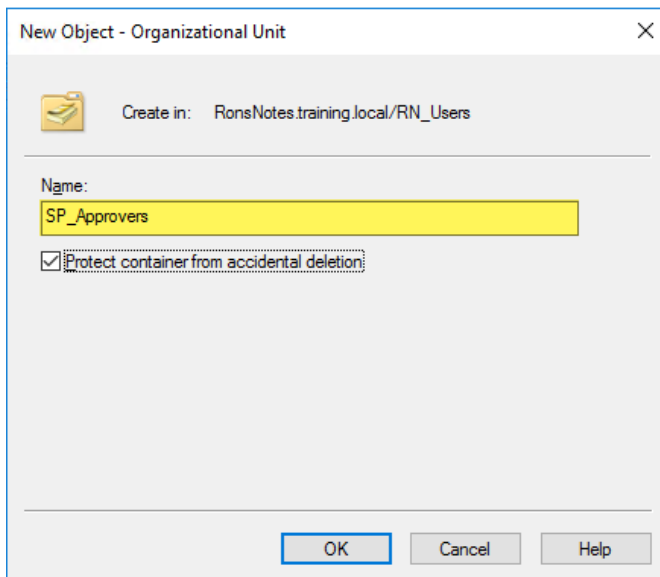 New Object - Organizational Unit
Create in: RonsNotes.training.local/RN_Users
Name:
SP_Approvers
Protect container from accidental deletion
OK Cancel Help